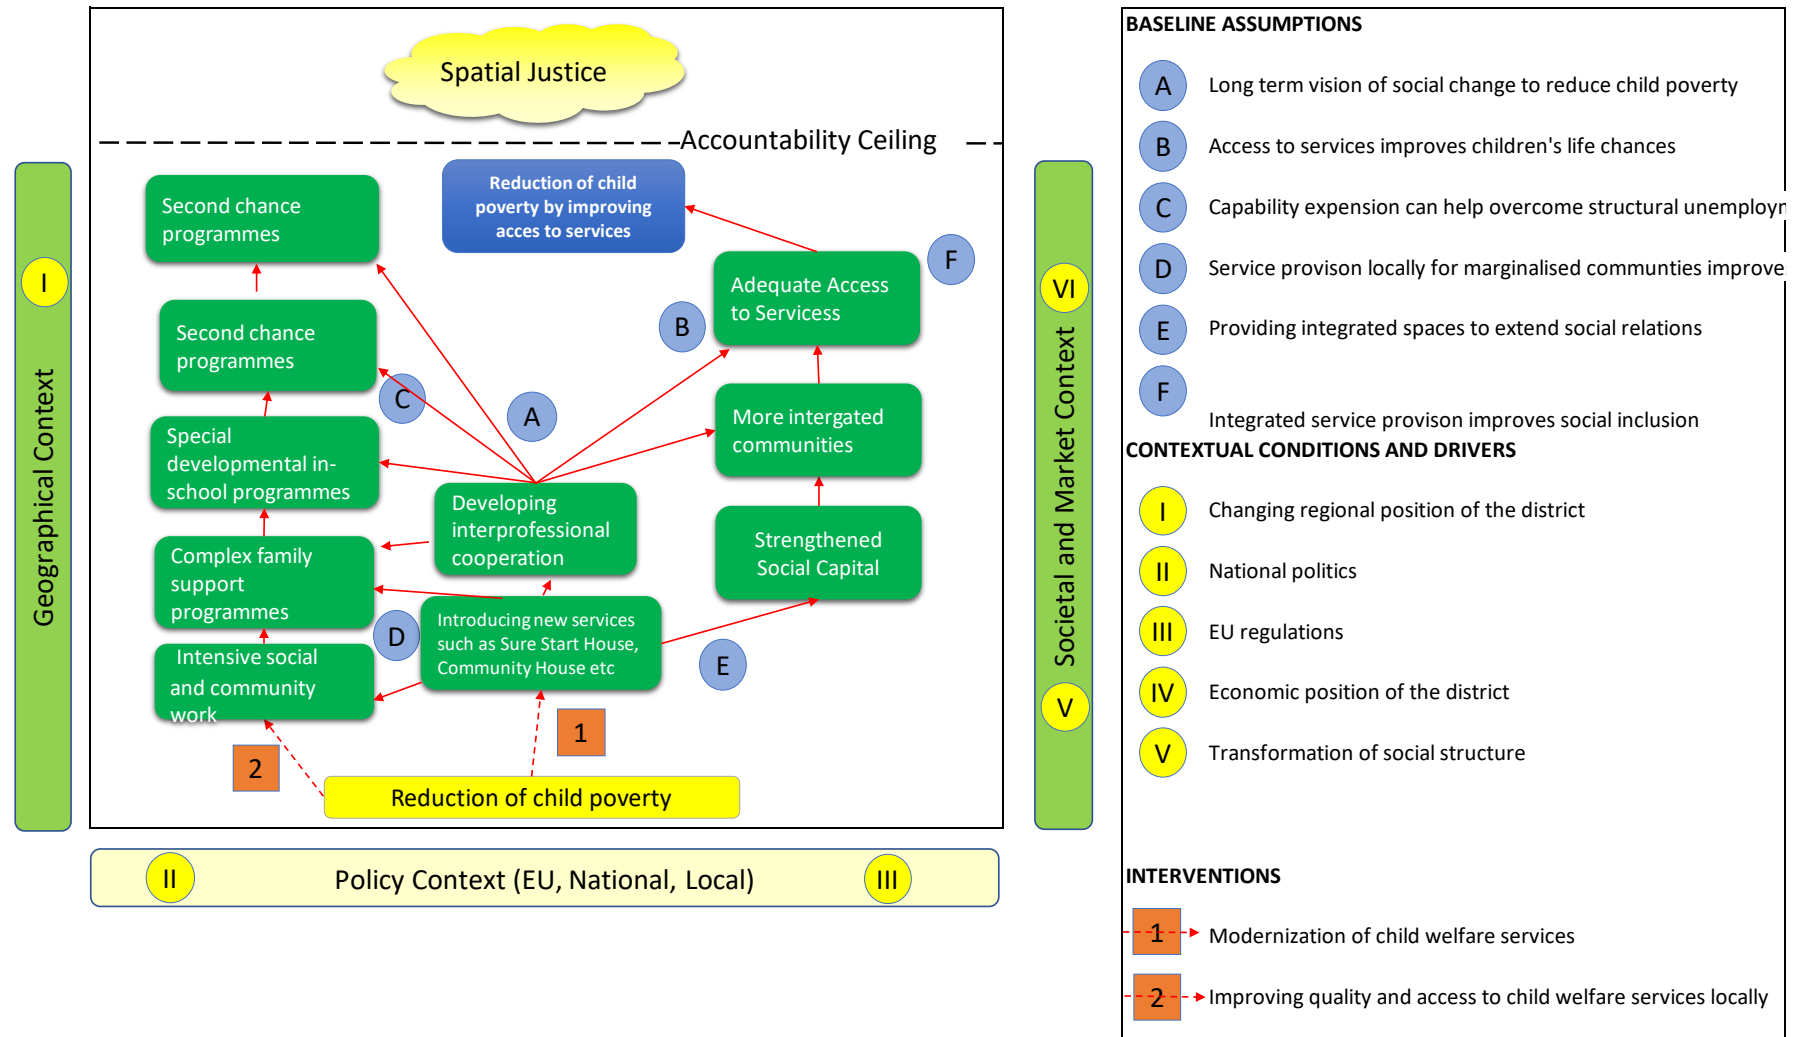 Spatial Justice
Accountability Ceiling
Second chance
programmes
Reduction of child
poverty by improving
acces to services
F
Adequate Access
to Servicess
B
Second chance
programmes
C
A
More intergated
communities
Special
developmental in-
school programmes
Developing
interprofessional
cooperation
Strengthened
Social Capital
Complex family
support
programmes
Introducing new services
such as Sure Start House,
Community House etc
D
E
Intensive social
and community
work
1
2
Reduction of child poverty
I
Geographical Context
VI
Societal and Market Context
V
II
Policy Context (EU, National, Local)
III
BASELINE ASSUMPTIONS
A Long term vision of social change to reduce child poverty
B Access to services improves children's life chances
C Capability expension can help overcome structural
D Service provison locally for marginalised communties improve
E Providing integrated spaces to extend social relations
F
Integrated service provison improves social inclusion
CONTEXTUAL CONDITIONS AND DRIVERS
I Changing regional position of the district
II National politics
III EU regulations
IV Economic position of the district
V Transformation of social structure
INTERVENTIONS
1 Modernization of child welfare services
2 Improving quality and access to child welfare services locally